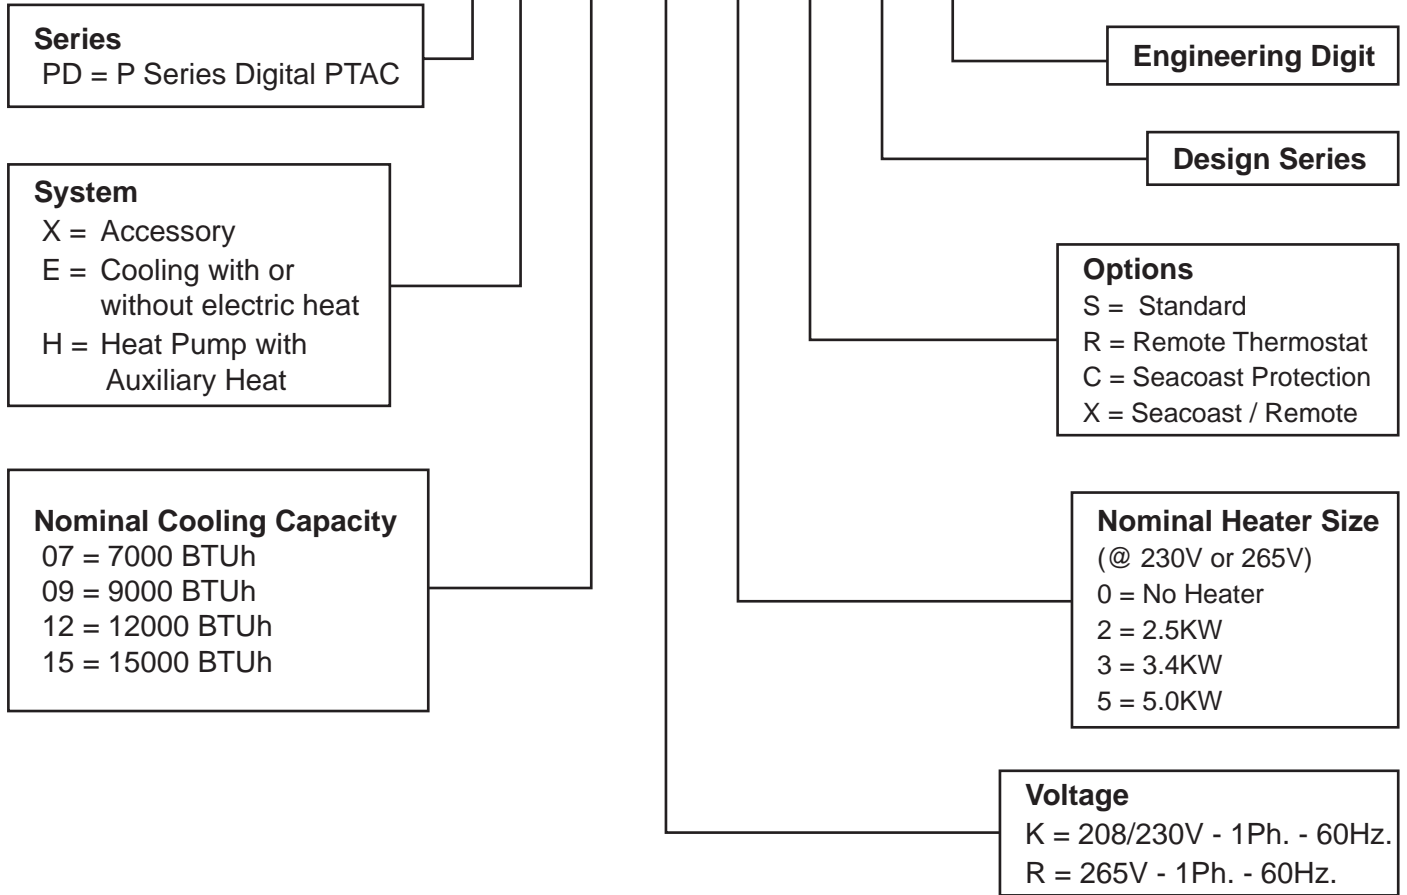 Series
PD = P Series Digital PTAC
System
X = Accessory
E = Cooling with or
without electric heat
H = Heat Pump with
Auxiliary Heat
Nominal Cooling Capacity
07 = 7000 BTUh
09 = 9000 BTUh
12 = 12000 BTUh
15 = 15000 BTUh
Engineering Digit
Design Series
Options
S = Standard
R = Remote Thermostat
C = Seacoast Protection
X = Seacoast / Remote
Nominal Heater Size
(@ 230V or 265V)
0 = No Heater
2 = 2.5KW
3 = 3.4KW
5 = 5.0KW
Voltage
K = 208/230V - 1Ph. - 60Hz.
R = 265V - 1Ph. - 60Hz.